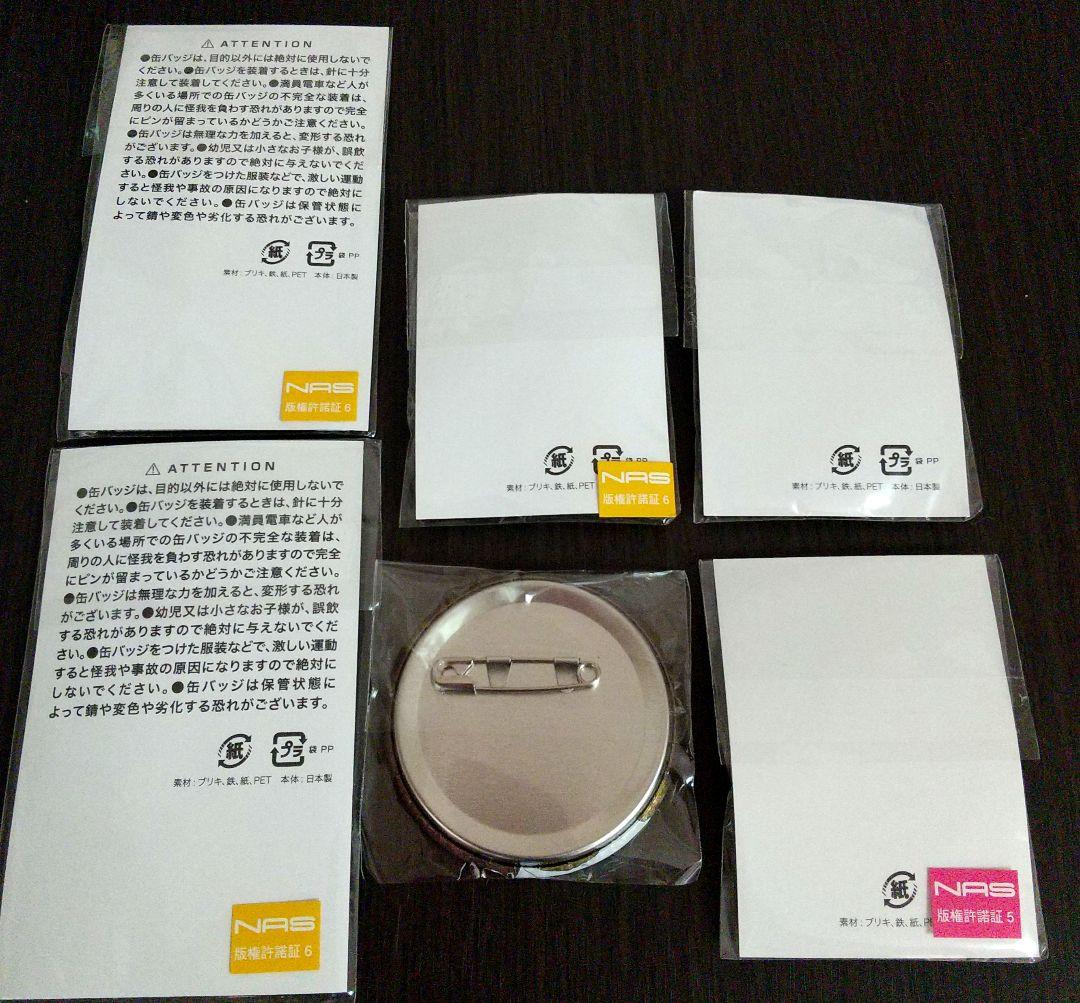 ⚠ ATTENTION
●缶バッジは、目的以外には絶対に使用しないで
ください。●缶バッジを装着するときは、針に十分
注意して装着してください。●満員電車など人が
多くいる場所での缶バッジの不完全な装着は、
周りの人に怪我を負わす恐れがありますので完全
にピンが留まっているかどうかご注意ください。
●缶バッジは無理な力を加えると、変形する恐れ
がございます。●幼児又は小さなお子様が、誤飲
する恐れがありますので絶対に与えないでくだ
さい。●缶バッジをつけた服装などで、激しい運動
すると怪我や事故の原因になりますので絶対に
しないでください。●缶バッジは保管状態に
よって錆や変色や劣化する恐れがございます。
紙 プラ 袋 PP
素材：ブリキ、鉄、紙、PET 本体：日本製
NAS
版権許諾証 6
紙 プラ 袋 PP
素材：ブリキ、鉄、紙、PET
NAS
版権許諾証 6
紙 プラ 袋 PP
素材：ブリキ、鉄、紙、PET 本体：日本製
⚠ ATTENTION
●缶バッジは、目的以外には絶対に使用しないで
ください。●缶バッジを装着するときは、針に十分
注意して装着してください。●満員電車など人が
多くいる場所での缶バッジの不完全な装着は、
周りの人に怪我を負わす恐れがありますので完全
にピンが留まっているかどうかご注意ください。
●缶バッジは無理な力を加えると、変形する恐れ
がございます。●幼児又は小さなお子様が、誤飲
する恐れがありますので絶対に与えないでくだ
さい。●缶バッジをつけた服装などで、激しい運動
すると怪我や事故の原因になりますので絶対に
しないでください。●缶バッジは保管状態に
よって錆や変色や劣化する恐れがございます。
紙 プラ 袋 PP
素材：ブリキ、鉄、紙、PET 本体：日本製
NAS
版権許諾証 6
紙
素材：ブリキ、鉄、紙、P
NAS
版権許諾証 5